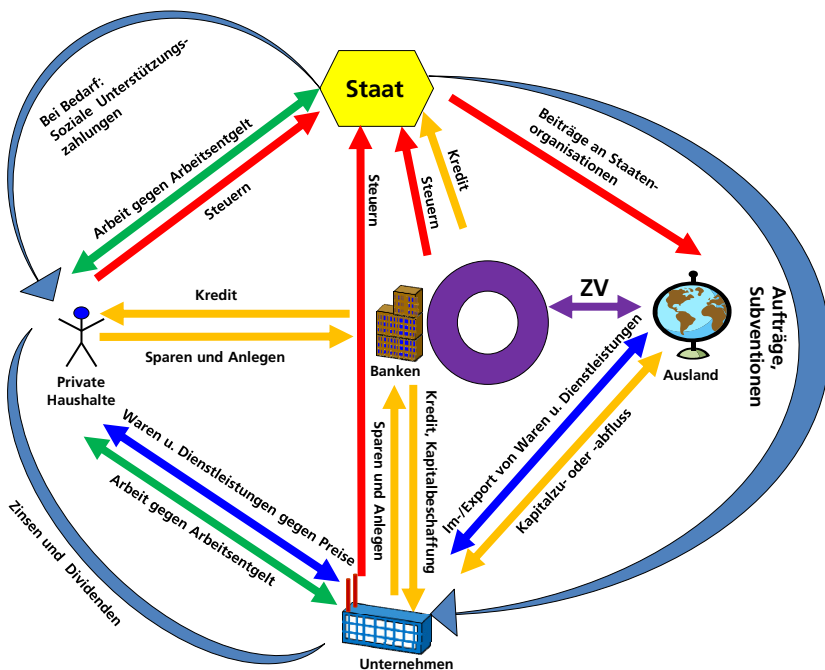 Staat
Bei Bedarf:
Soziale Unterstützungs-
zahlungen
Arbeit gegen Arbeitsentgelt
Steuern
Steuern
Steuern
Kredit
Beiträge an Staaten-
organisationen
Kredit
Sparen und Anlegen
Private
Haushalte
Banken
ZV
Ausland
Aufträge,
Subventionen
Waren u. Dienstleistungen gegen Preise
Arbeit gegen Arbeitsentgelt
Sparen und Anlegen
Kredit, Kapitalbeschaffung
Im-/Export von Waren u. Dienstleistungen
Kapitalzu- oder -abfluss
Zinsen und Dividenden
Unternehmen